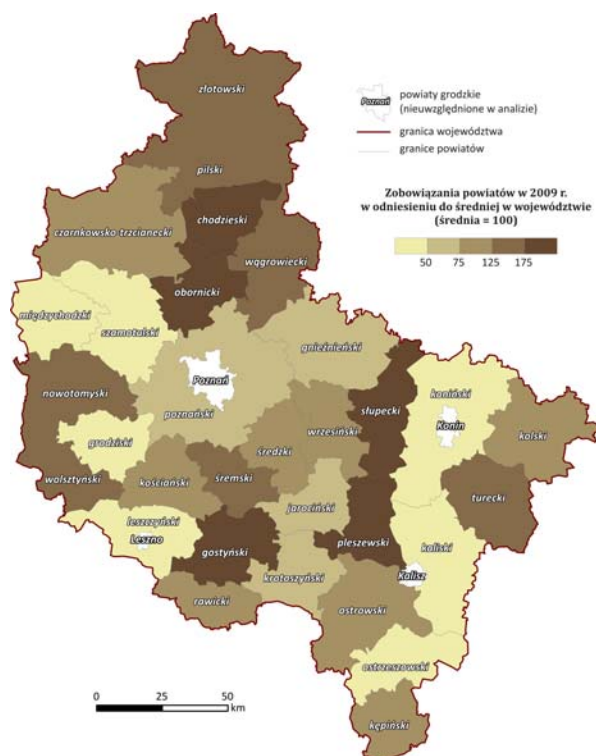 złotowski
Poznań
powiaty grodzkie
(nieuwzględnione w analizie)
granica województwa
granice powiatów
Zobowiązania powiatów w 2009 r.
w odniesieniu do średniej w województwie
(średnia = 100)
50 75 125 175
pilski
chodzieski
czarnkowsko-trzcianecki
wągrowiecki
obornicki
międzychodzki
szamotulski
gnieźnieński
Poznań
nowotomyski
poznański
słupecki
koniński
Konin
grodziski
wrzesiński
kolski
średzki
wolsztyński
kościański
śremski
turecki
jarociński
leszczyński
Leszno
gostyński
pleszewski
kaliski
Kalisz
krotoszyński
rawicki
ostrowski
ostrzeszowski
kępiński
0 25 50
km